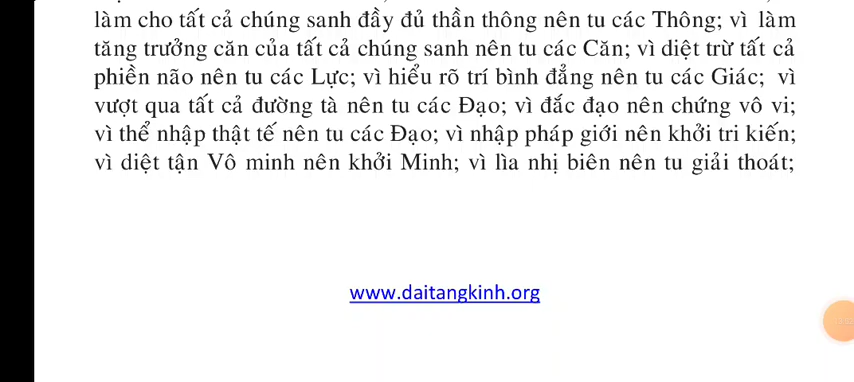 làm cho tất cả chúng sanh đầy đủ thần thông nên tu các Thông; vì làm
tăng trưởng căn của tất cả chúng sanh nên tu các Căn; vì diệt trừ tất cả
phiền não nên tu các Lực; vì hiểu rõ trí bình đẳng nên tu các Giác; vì
vượt qua tất cả đường tà nên tu các Đạo; vì đắc đạo nên chứng vô vi;
vì thể nhập thật tế nên tu các Đạo; vì nhập pháp giới nên khởi tri kiến;
vì diệt tận Vô minh nên khởi Minh; vì lìa nhị biên nên tu giải thoát;
www.daitangkinh.org